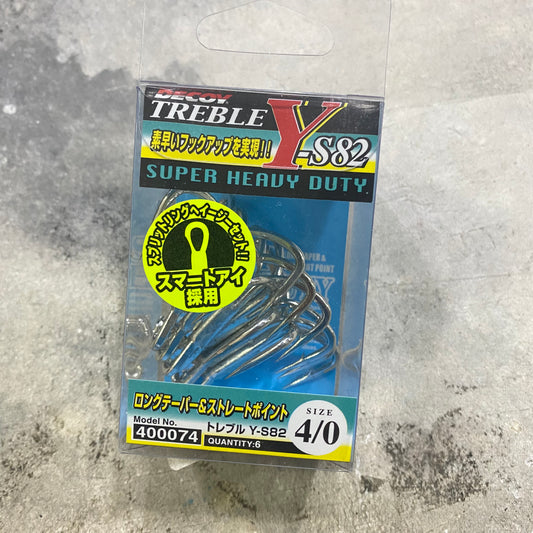 DECOY
TREBLE Y-S82
素早いフックアップを実現!!
SUPER HEAVY DUTY
スプリットリングへイージーセット!!
スマートアイ
採用
ロングテーパー&ストレートポイント
Model No.
400074
トレブル Y-S82
QUANTITY:6
SIZE
4/0